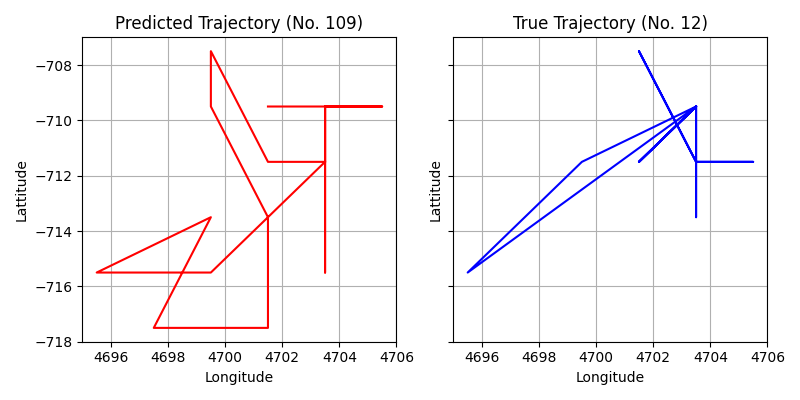 Predicted Trajectory (No. 109)
True Trajectory (No. 12)
Lattitude
−708
−710
−712
−714
−716
−718
4696 4698 4700 4702 4704 4706
Longitude
Lattitude
4696 4698 4700 4702 4704 4706
Longitude